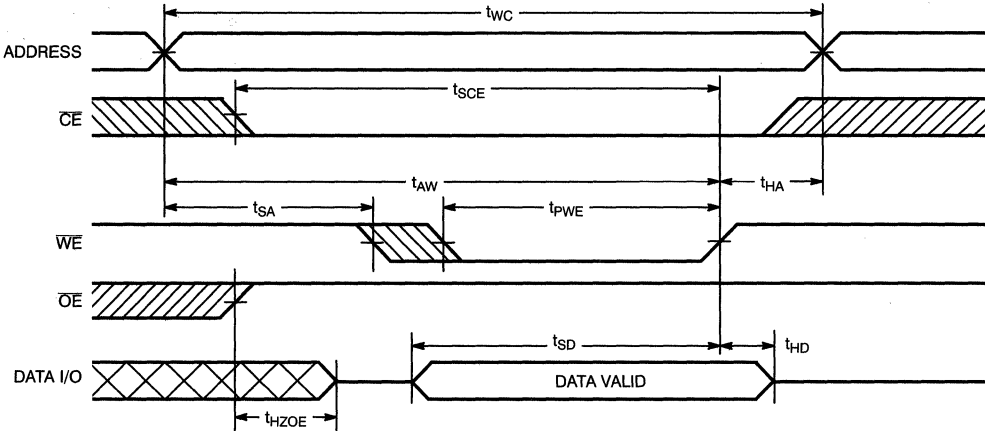 tWC
ADDRESS
tSCE
CE
tAW
tHA
tSA
tPWE
WE
OE
tSD
tHD
DATA I/O
DATA VALID
tHZOE